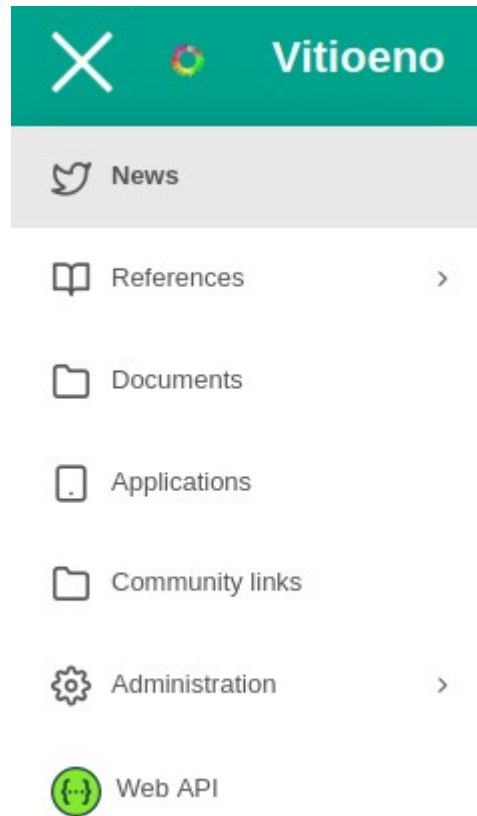 Vitioeno
News
References
Documents
Applications
Community links
Administration
Web API